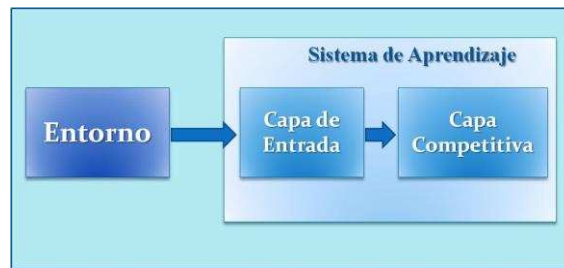 Sistema de Aprendizaje
Entorno
Capa de
Entrada
Capa
Competitiva